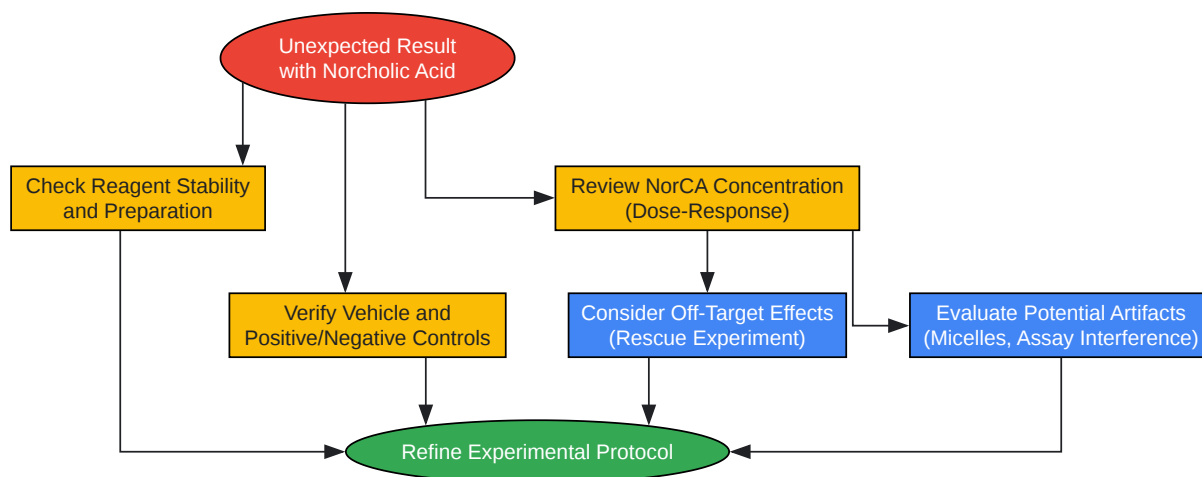 Unexpected Result
with Norcholic Acid
Check Reagent Stability
and Preparation
Review NorCA Concentration
(Dose-Response)
Verify Vehicle and
Positive/Negative Controls
Consider Off-Target Effects
(Rescue Experiment)
Evaluate Potential Artifacts
(Micelles, Assay Interference)
Refine Experimental Protocol